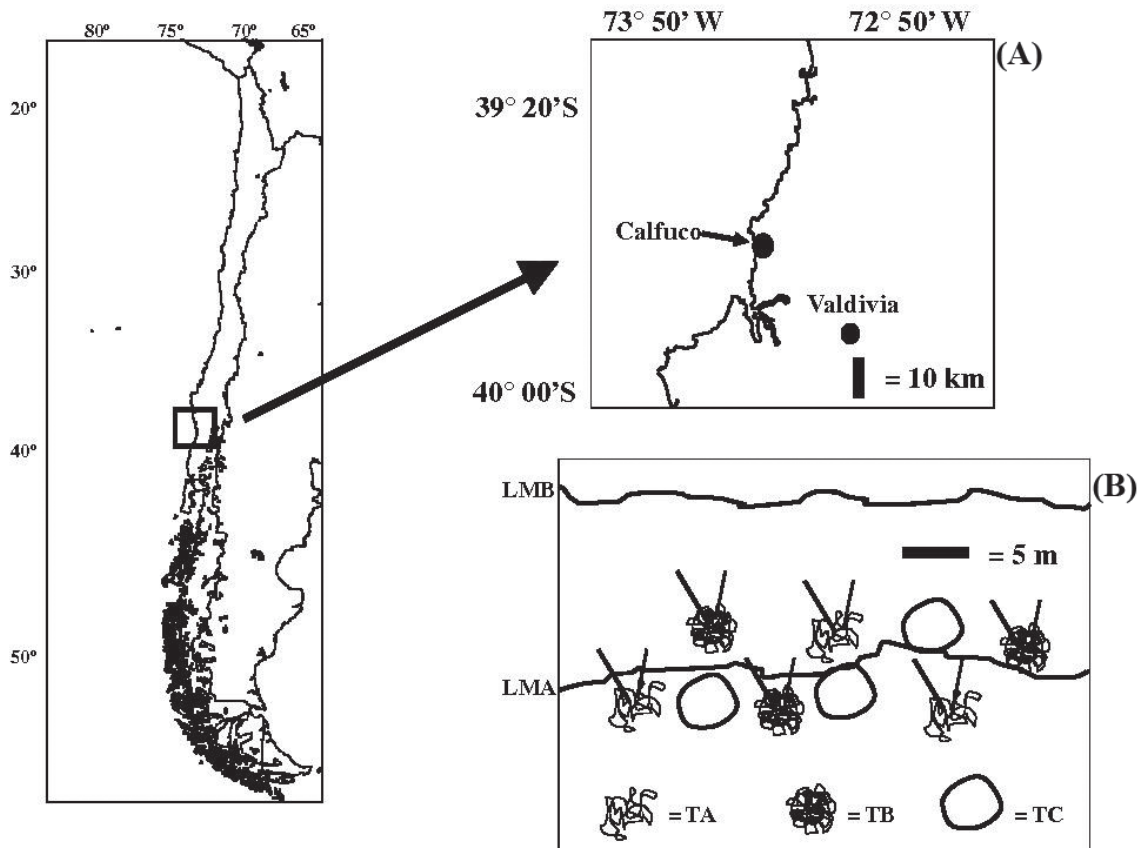 80º 75º 70º 65º
20º
30º
40º
50º
73° 50' W 72° 50' W
(A)
39° 20'S
Calfuco
Valdivia
= 10 km
40° 00'S
(B)
LMB
= 5 m
LMA
= TA = TB = TC